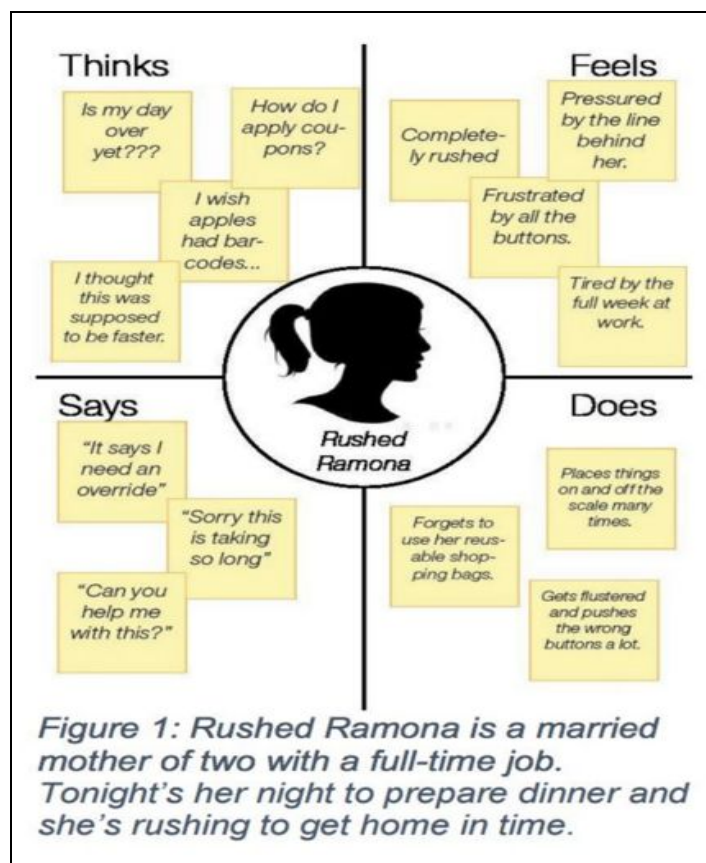 Thinks
Is my day
over
yet???
How do I
apply cou-
pons?
I wish
apples
had bar-
codes...
I thought
this was
supposed
to be faster.
Feels
Complete-
ly rushed
Pressured
by the line
behind
her.
Frustrated
by all the
buttons.
Tired by the
full week at
work.
Rushed
Ramona
Says
"It says I
need an
override"
"Sorry this
is taking
so long"
"Can you
help me
with this?"
Does
Forgets to
use her reus-
able shop-
ping bags.
Places things
on and off the
scale many
times.
Gets flustered
and pushes
the wrong
buttons a lot.
Figure 1: Rushed Ramona is a married
mother of two with a full-time job.
Tonight's her night to prepare dinner and
she's rushing to get home in time.